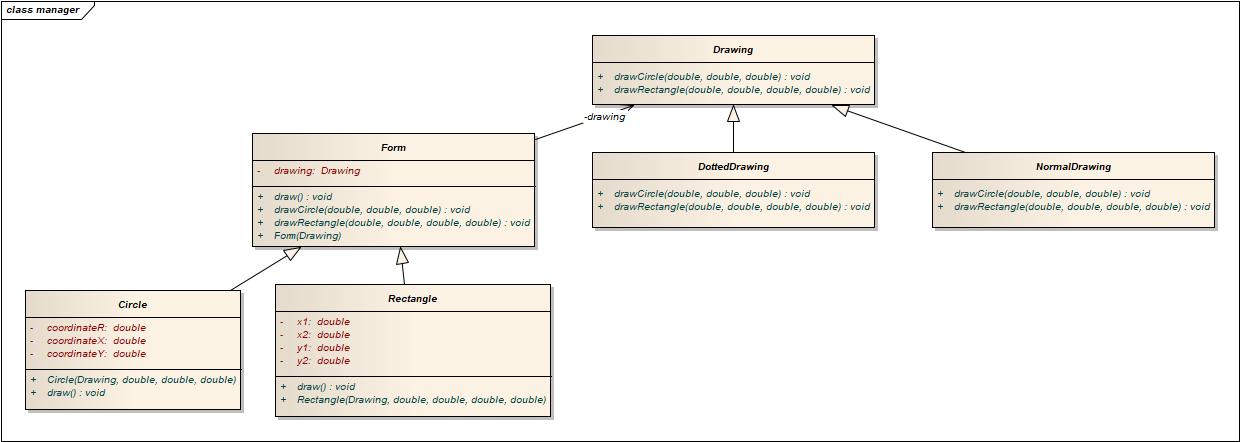 class manager
Drawing
+ drawCircle(double, double, double) : void
+ drawRectangle(double, double, double, double) : void
-drawing
Form
- drawing: Drawing
+ draw() : void
+ drawCircle(double, double, double) : void
+ drawRectangle(double, double, double, double) : void
+ Form(Drawing)
DottedDrawing
+ drawCircle(double, double, double) : void
+ drawRectangle(double, double, double, double) : void
NormalDrawing
+ drawCircle(double, double, double) : void
+ drawRectangle(double, double, double, double) : void
Circle
- coordinateR: double
- coordinateX: double
- coordinateY: double
+ Circle(Drawing, double, double, double)
+ draw() : void
Rectangle
- x1: double
- x2: double
- y1: double
- y2: double
+ draw() : void
+ Rectangle(Drawing, double, double, double, double)